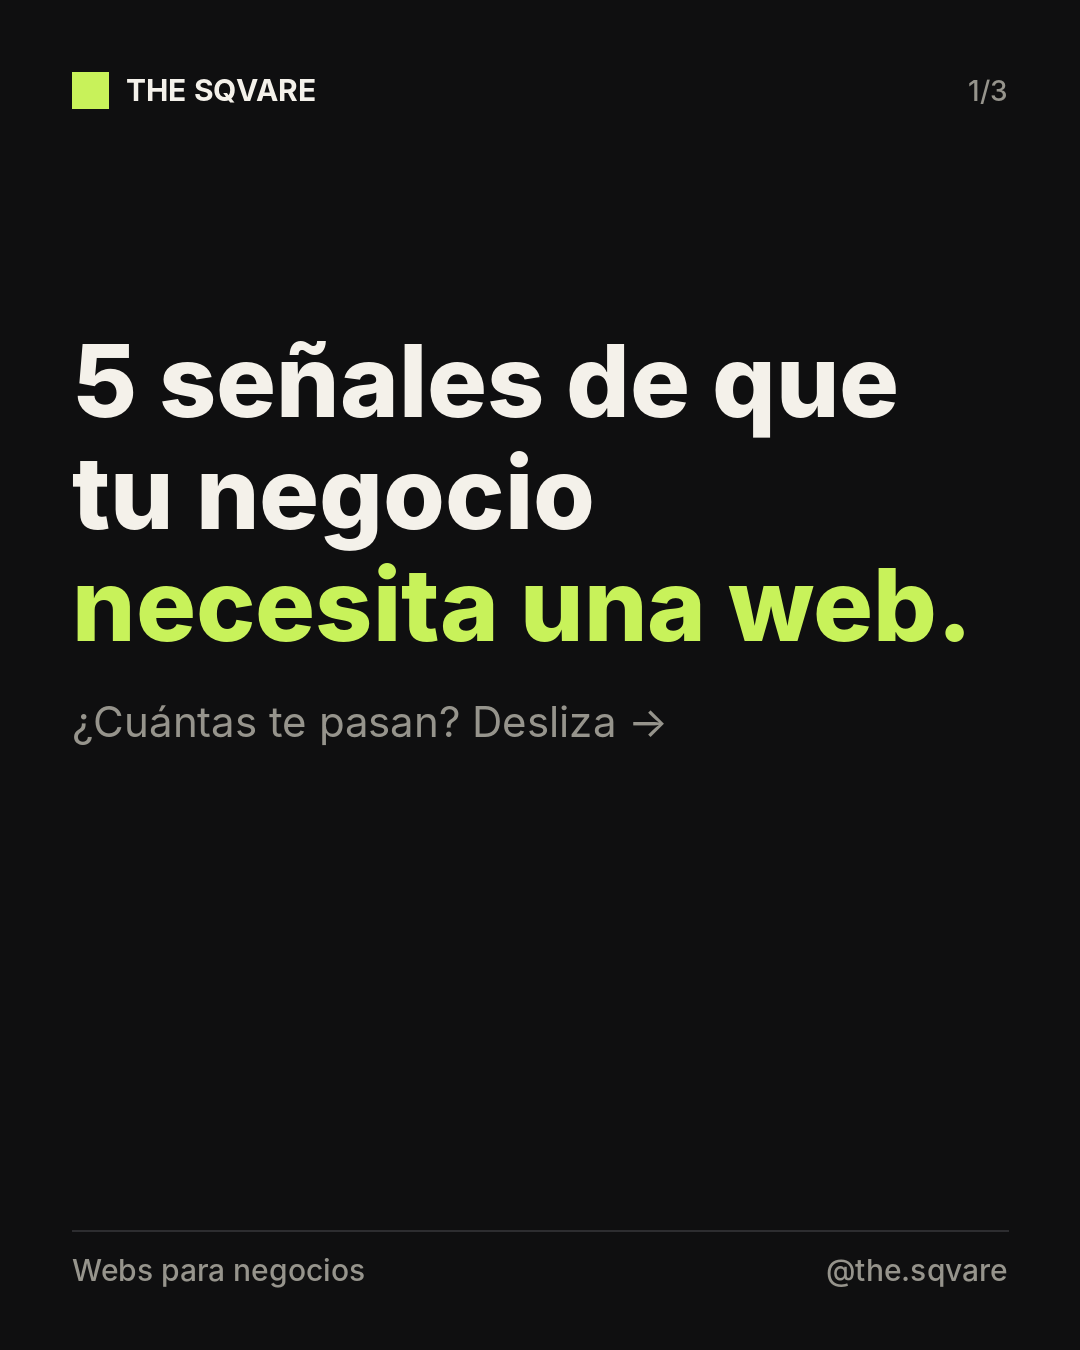 THE SQVARE
1/3
5 señales de que
tu negocio
necesita una web.
¿Cuántas te pasan? Desliza →
Webs para negocios
@the.sqvare